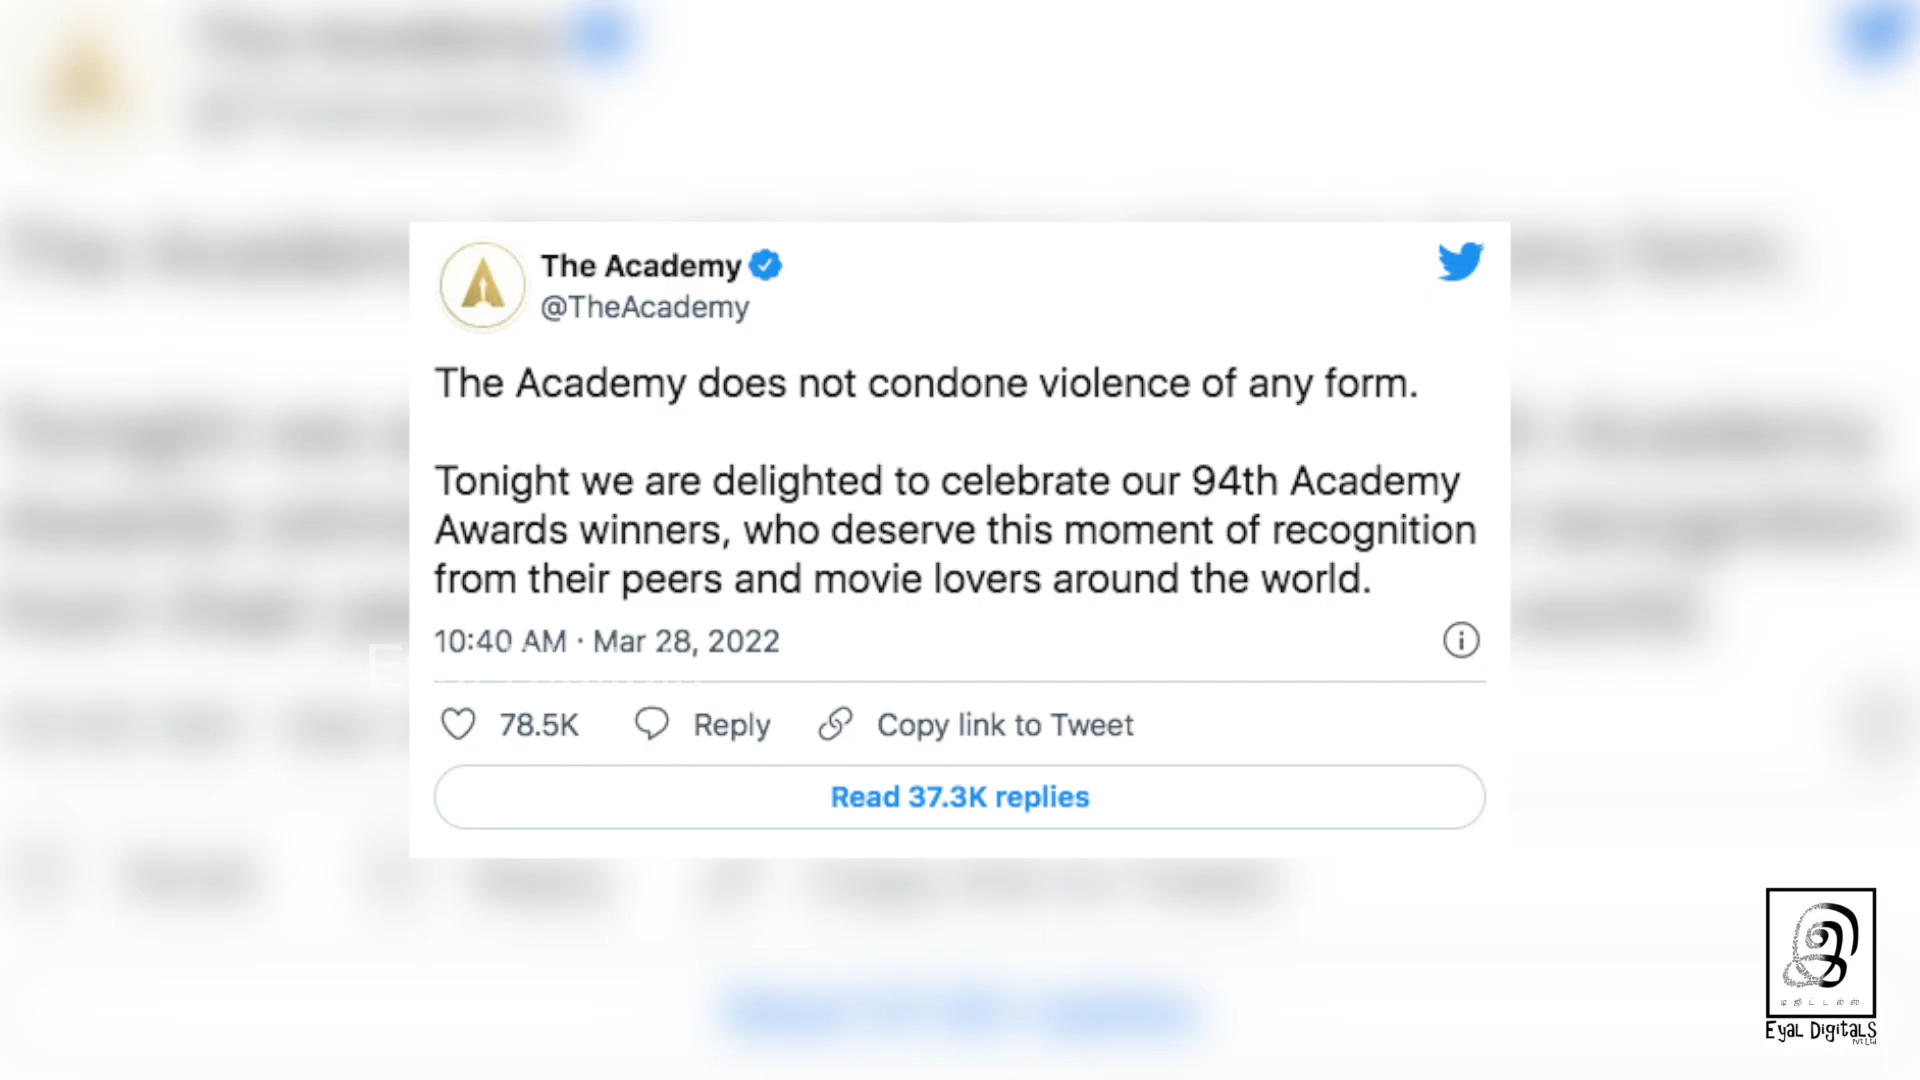 The Academy
@TheAcademy
The Academy does not condone violence of any form.
Tonight we are delighted to celebrate our 94th Academy
Awards winners, who deserve this moment of recognition
from their peers and movie lovers around the world.
10:40 AM · Mar 28, 2022
78.5K Reply Copy link to Tweet
Read 37.3K replies
Eyal Digitals
Pvt Ltd